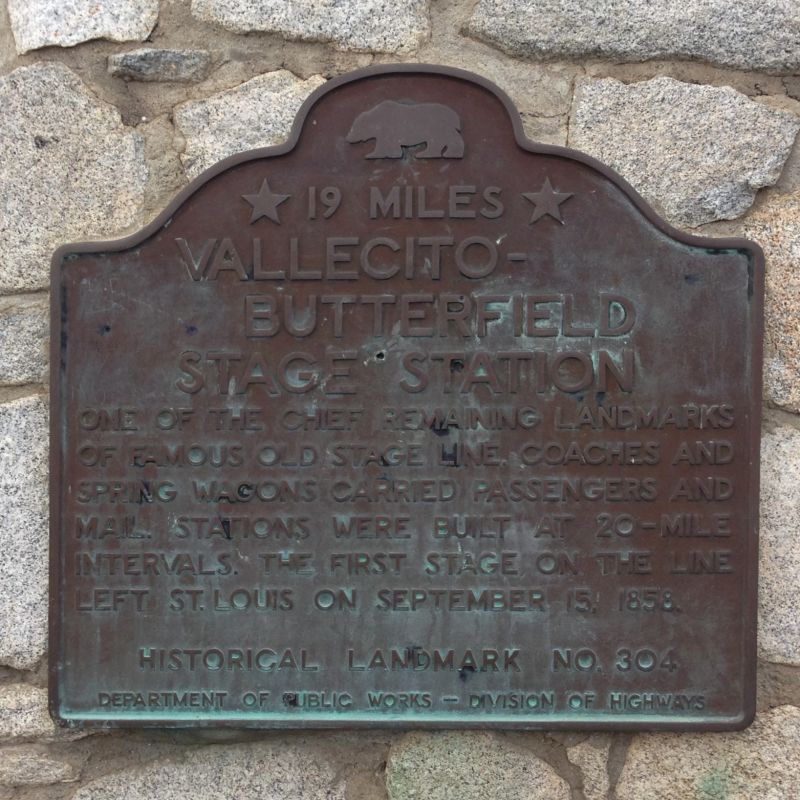 19 MILES
VALLECITO-
BUTTERFIELD
STAGE STATION
ONE OF THE CHIEF REMAINING LANDMARKS
OF FAMOUS OLD STAGE LINE. COACHES AND
SPRING WAGONS CARRIED PASSENGERS AND
MAIL. STATIONS WERE BUILT AT 20-MILE
INTERVALS. THE FIRST STAGE ON THE LINE
LEFT ST. LOUIS ON SEPTEMBER 15, 1858.
HISTORICAL LANDMARK NO. 304
DEPARTMENT OF PUBLIC WORKS — DIVISION OF HIGHWAYS